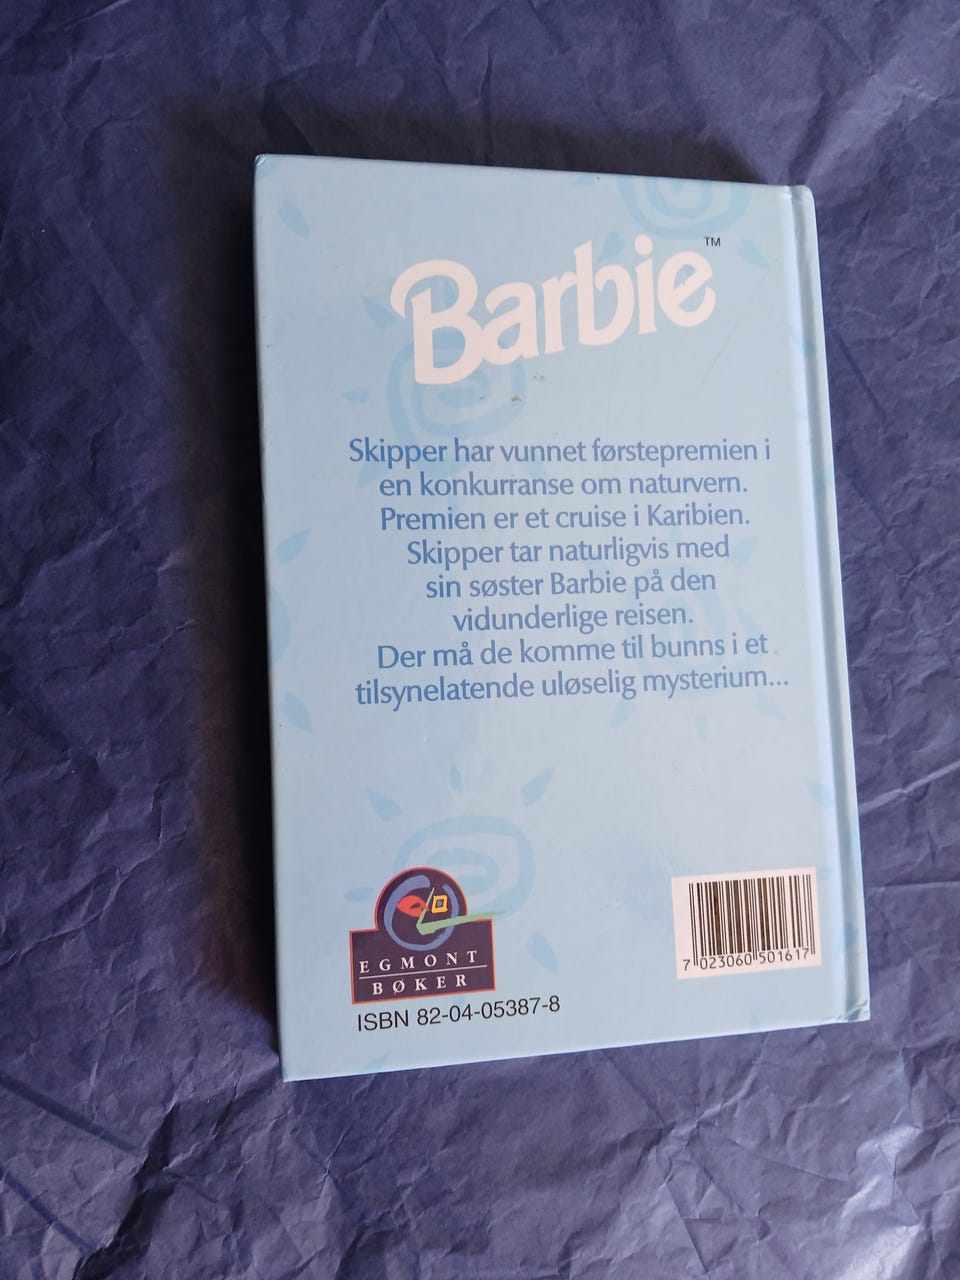 Barbie™
Skipper har vunnet førstepremien i
en konkurranse om naturvern.
Premien er et cruise i Karibien.
Skipper tar naturligvis med
sin søster Barbie på den
vidunderlige reisen.
Der må de komme til bunns i et
tilsynelatende uløselig mysterium...
EGMONT
BØKER
ISBN 82-04-05387-8
7 023060 501617